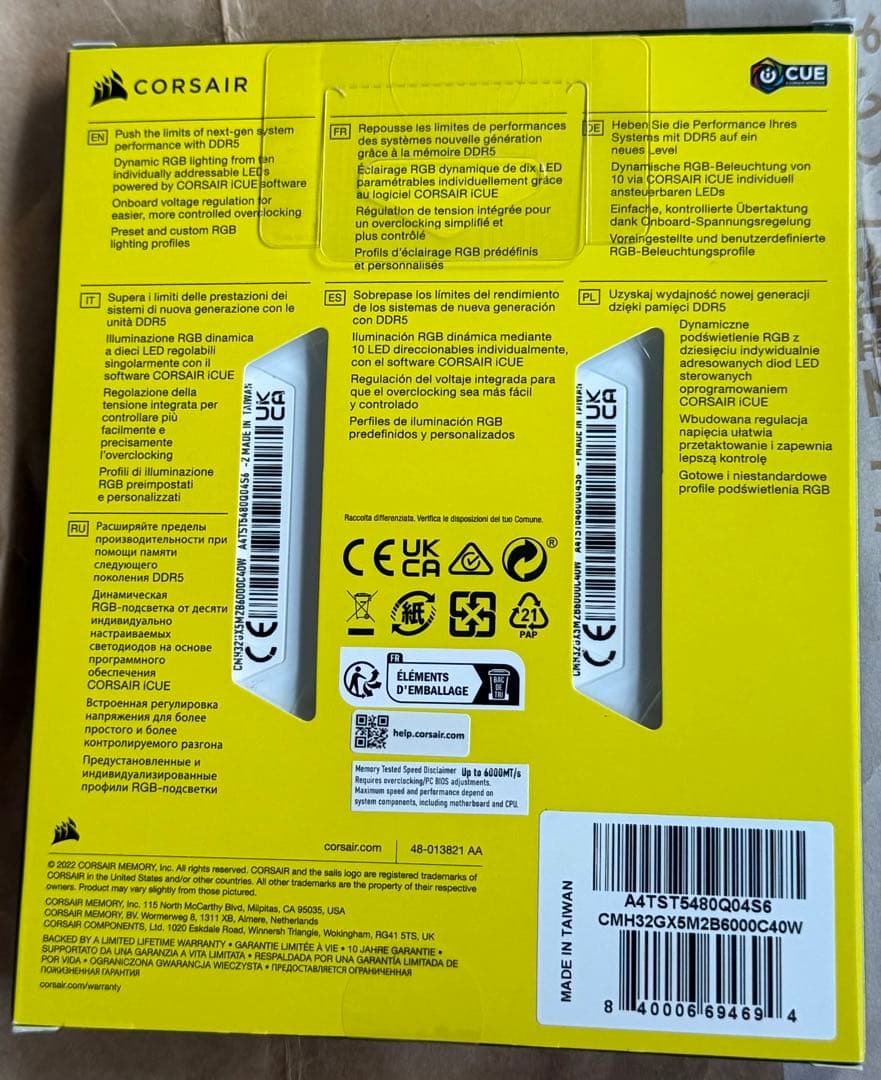 CORSAIR
iCUE
EN
Push the limits of next-gen system
performance with DDR5
Dynamic RGB lighting from ten
individually addressable LEDs
powered by CORSAIR iCUE software
Onboard voltage regulation for
easier, more controlled overclocking
Preset and custom RGB
lighting profiles
FR
Repousse les limites de performances
des systèmes nouvelle génération
grâce à la mémoire DDR5
Éclairage RGB dynamique de dix LED
paramétrables individuellement grâce
au logiciel CORSAIR iCUE
Régulation de tension intégrée pour
un overclocking simplifié et
plus contrôlé
Profils d'éclairage RGB prédéfinis
et personnalisés
DE
Heben Sie die Performance Ihres
Systems mit DDR5 auf ein
neues Level
Dynamische RGB-Beleuchtung von
10 via CORSAIR iCUE individuell
ansteuerbaren LEDs
Einfache, kontrollierte Übertaktung
dank Onboard-Spannungsregelung
Voreingestellte und benutzerdefinierte
RGB-Beleuchtungsprofile
IT
Supera i limiti delle prestazioni dei
sistemi di nuova generazione con le
unità DDR5
Illuminazione RGB dinamica
a dieci LED regolabili
singolarmente con il
software CORSAIR iCUE
Regolazione della
tensione integrata per
controllare più
facilmente e
precisamente
l'overclocking
Profili di illuminazione
RGB preimpostati
e personalizzati
ES
Sobrepase los límites del rendimiento
de los sistemas de nueva generación
con DDR5
Iluminación RGB dinámica mediante
10 LED direccionables individualmente,
con el software CORSAIR iCUE
Regulación del voltaje integrada para
que el overclocking sea más fácil
y controlado
Perfiles de iluminación RGB
predefinidos y personalizados
PL
Uzyskaj wydajność nowej generacji
dzięki pamięci DDR5
Dynamiczne
podświetlenie RGB z
dziesięciu indywidualnie
adresowanych diod LED
sterowanych
oprogramowaniem
CORSAIR iCUE
Wbudowana regulacja
napięcia ułatwia
przetaktowanie i zapewnia
lepszą kontrolę
Gotowe i niestandardowe
profile podświetlenia RGB
RU
Расширяйте пределы
производительности при
помощи памяти
следующего
поколения DDR5
Динамическая
RGB-подсветка от десяти
индивидуально
настраиваемых
светодиодов на основе
программного
обеспечения
CORSAIR iCUE
Встроенная регулировка
напряжения для более
простого и более
контролируемого разгона
Предустановленные и
индивидуализированные
профили RGB-подсветки
CMH32GX5M2B6000C40W A4TST5480Q04S6 -2 MADE IN TAIWAN
CE
UK
CA
CMH32GX5M2B6000C40W A4TST5480Q04S6 -1 MADE IN TAIWAN
CE
UK
CA
Raccolta differenziata. Verifica le disposizioni del tuo Comune.
CE UK
CA
®
紙
21
PAP
FR
ÉLÉMENTS
D'EMBALLAGE
BAC
DE
TRI
help.corsair.com
Memory Tested Speed Disclaimer Up to 6000MT/s
Requires overclocking/PC BIOS adjustments.
Maximum speed and performance depend on
system components, including motherboard and CPU.
corsair.com 48-013821 AA
© 2022 CORSAIR MEMORY, Inc. All rights reserved. CORSAIR and the sails logo are registered trademarks of
CORSAIR in the United States and/or other countries. All other trademarks are the property of their respective
owners. Product may vary slightly from those pictured.
CORSAIR MEMORY, Inc. 115 North McCarthy Blvd, Milpitas, CA 95035, USA
CORSAIR MEMORY, BV. Wormerweg 8, 1311 XB, Almere, Netherlands
CORSAIR COMPONENTS, Ltd. 1020 Eskdale Road, Winnersh Triangle, Wokingham, RG41 5TS, UK
BACKED BY A LIMITED LIFETIME WARRANTY • GARANTIE LIMITÉE À VIE • 10 JAHRE GARANTIE •
SUPPORTATO DA UNA GARANZIA A VITA LIMITATA • RESPALDADA POR UNA GARANTÍA LIMITADA DE
POR VIDA • OGRANICZONA GWARANCJA WIECZYSTA • ПРЕДОСТАВЛЯЕТСЯ ОГРАНИЧЕННАЯ
ПОЖИЗНЕННАЯ ГАРАНТИЯ
corsair.com/warranty
MADE IN TAIWAN
A4TST5480Q04S6
CMH32GX5M2B6000C40W
8 40006 69469 4